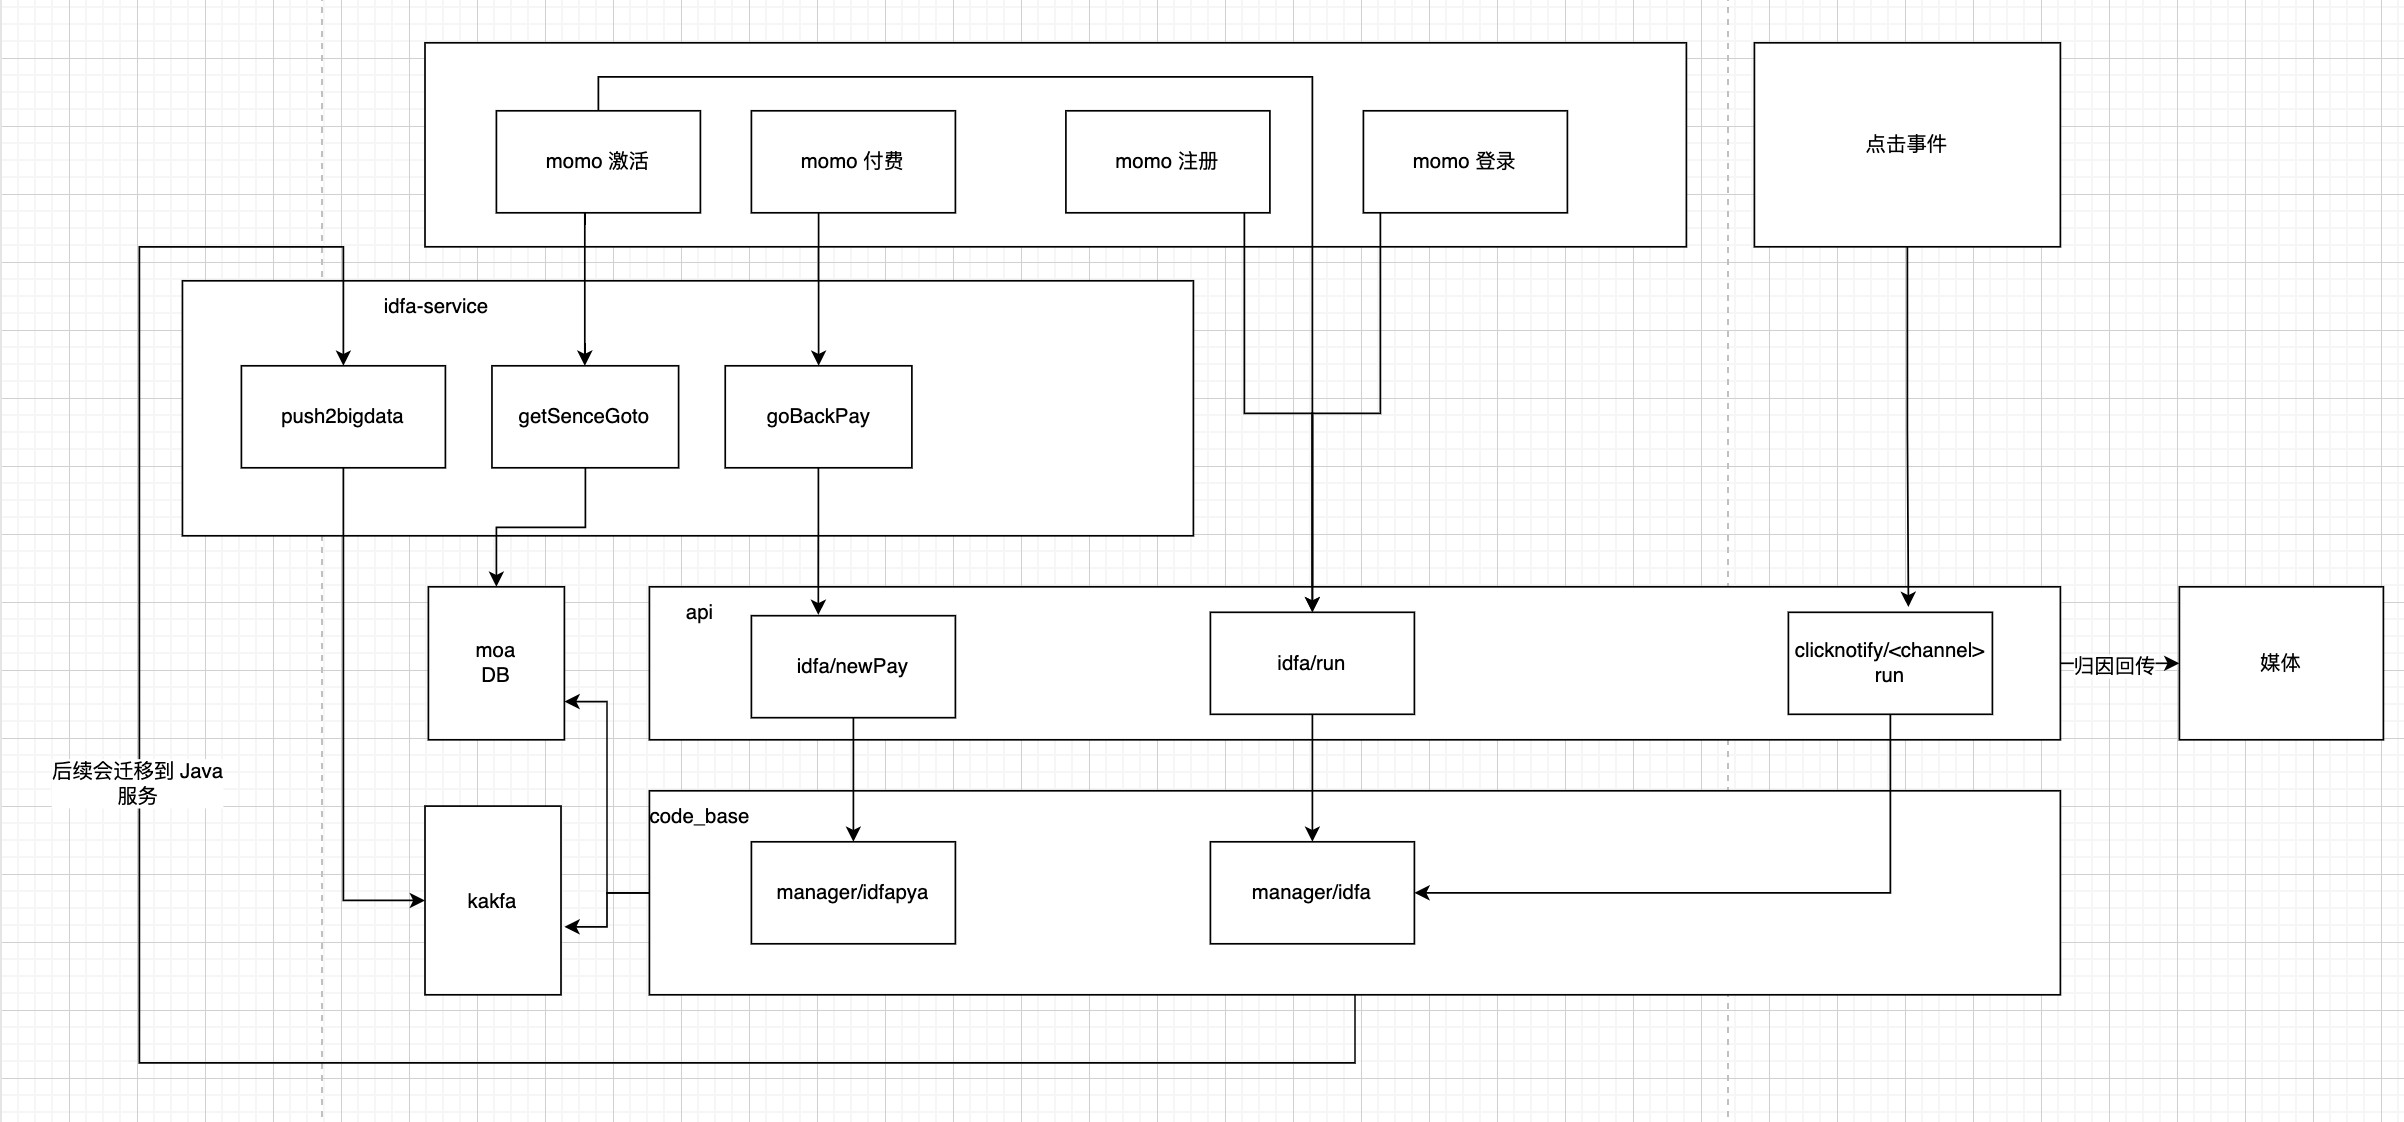 momo 激活
momo 付费
momo 注册
momo 登录
点击事件
idfa-service
push2bigdata
getSenceGoto
goBackPay
api
moa
DB
idfa/newPay
idfa/run
clicknotify/<channel>
run
归因回传
媒体
后续会迁移到 Java
服务
code_base
kakfa
manager/idfapya
manager/idfa